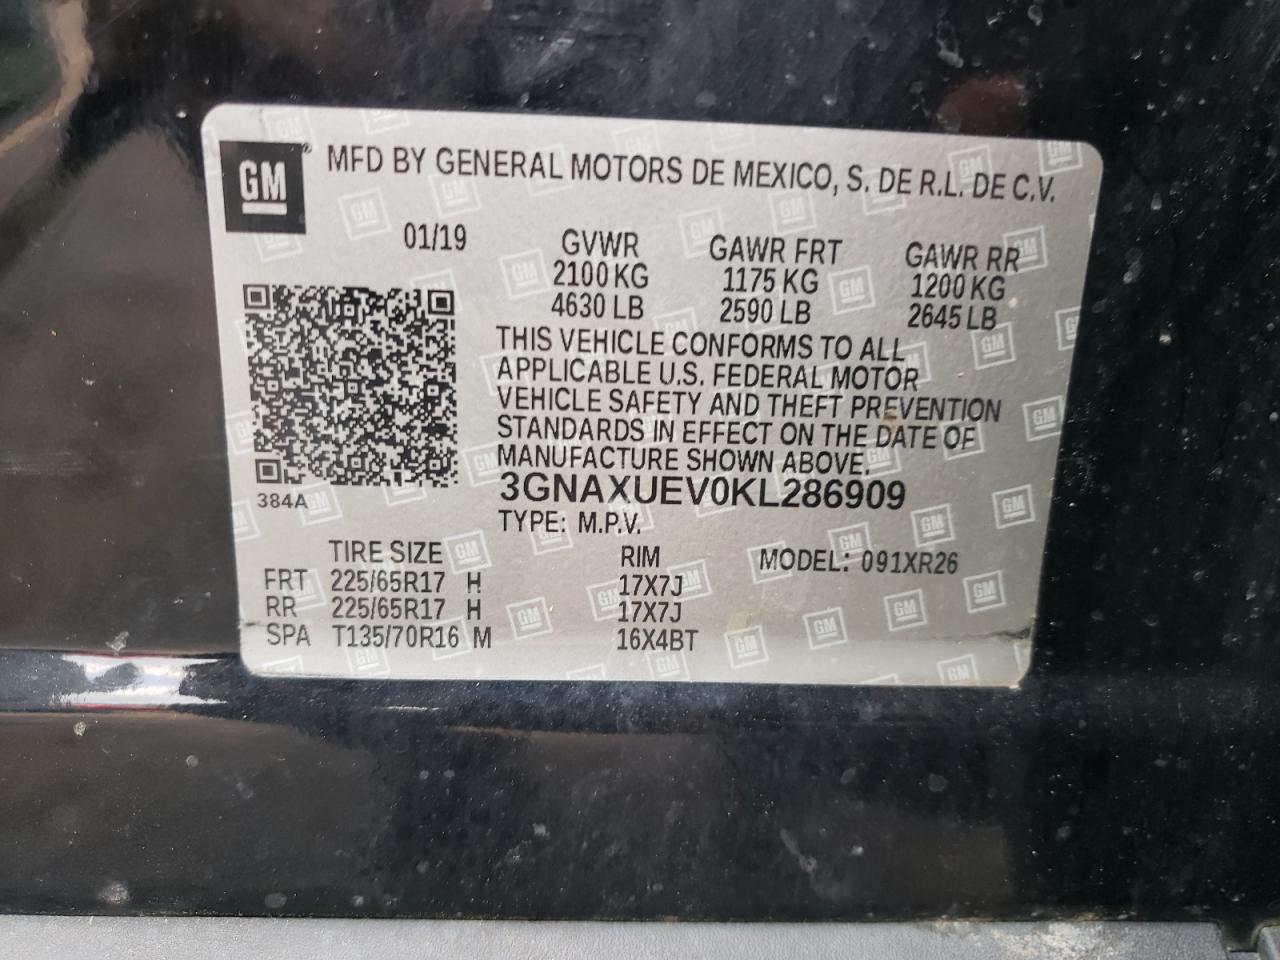 GM
MFD BY GENERAL MOTORS DE MEXICO, S. DE R.L. DE C.V.
01/19
GVWR GAWR FRT GAWR RR
2100 KG 1175 KG 1200 KG
4630 LB 2590 LB 2645 LB
THIS VEHICLE CONFORMS TO ALL
APPLICABLE U.S. FEDERAL MOTOR
VEHICLE SAFETY AND THEFT PREVENTION
STANDARDS IN EFFECT ON THE DATE OF
MANUFACTURE SHOWN ABOVE.
384A
3GNAXUEV0KL286909
TYPE: M.P.V.
TIRE SIZE RIM MODEL: 091XR26
FRT 225/65R17 H 17X7J
RR 225/65R17 H 17X7J
SPA T135/70R16 M 16X4BT